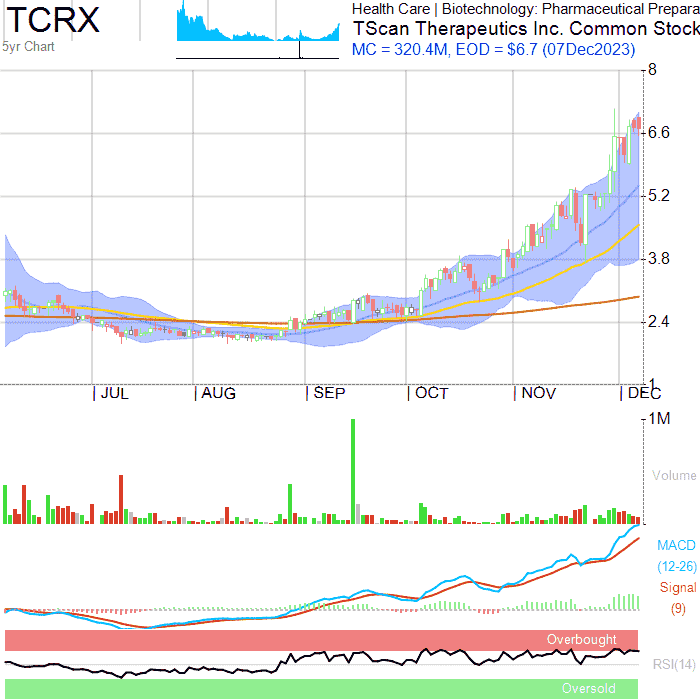 TCRX
5yr Chart
Health Care | Biotechnology: Pharmaceutical Prepara
TScan Therapeutics Inc. Common Stock
MC = 320.4M, EOD = $6.7 (07Dec2023)
8
6.6
5.2
3.8
2.4
1
JUL
AUG
SEP
OCT
NOV
DEC
1M
Volume
MACD
(12-26)
Signal
(9)
Overbought
RSI(14)
Oversold